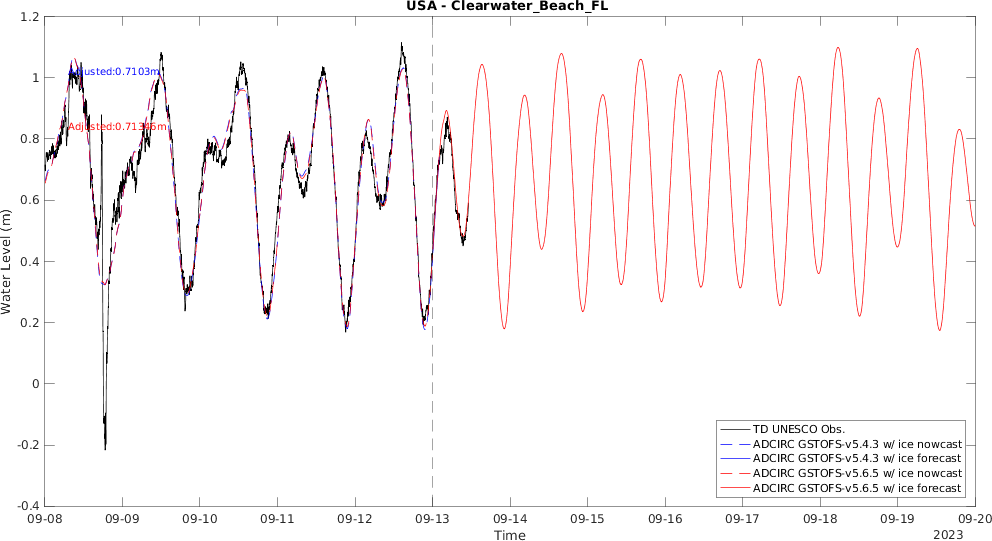 USA - Clearwater_Beach_FL
1.2
1
0.8
0.6
0.4
0.2
0
-0.2
-0.4
Water Level (m)
Adjusted:0.7103m
TD UNESCO Obs.
ADCIRC GSTOFS-v5.4.3 w/ ice nowcast
ADCIRC GSTOFS-v5.4.3 w/ ice forecast
ADCIRC GSTOFS-v5.6.5 w/ ice nowcast
ADCIRC GSTOFS-v5.6.5 w/ ice forecast
09-08 09-09 09-10 09-11 09-12 09-13 09-14 09-15 09-16 09-17 09-18 09-19 09-20
Time
2023